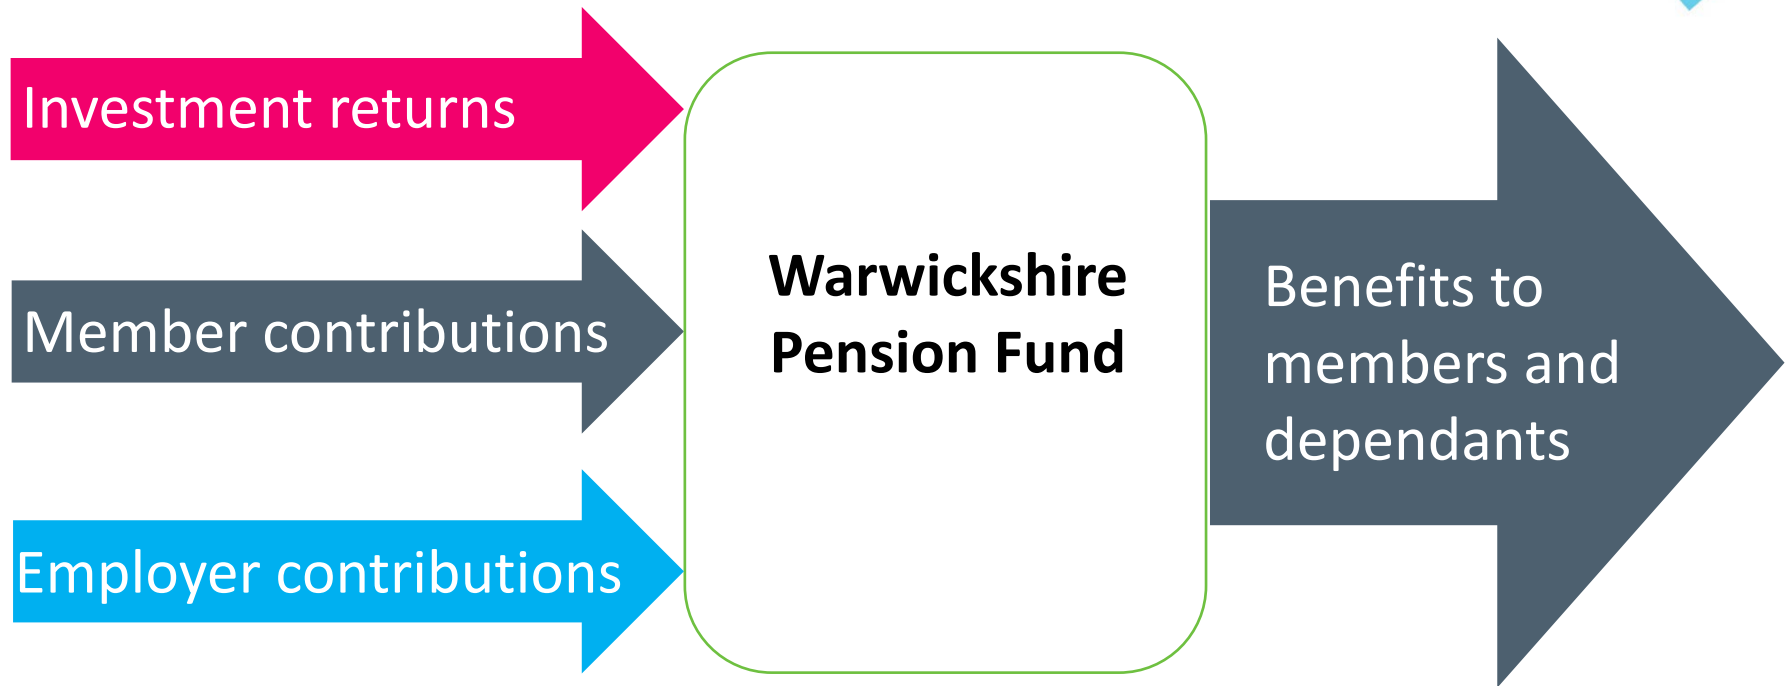 Investment returns
Member contributions
Employer contributions
Warwickshire
Pension Fund
Benefits to
members and
dependants